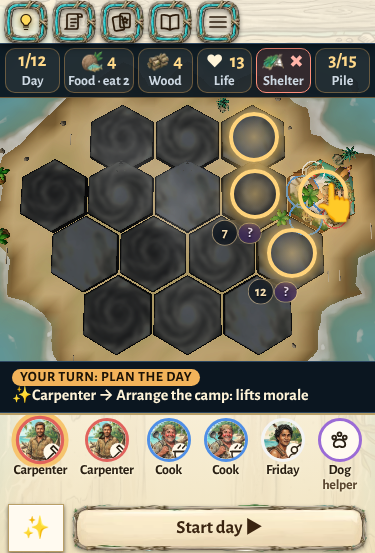 1/12
Day
4
Food · eat 2
4
Wood
13
Life
Shelter
3/15
Pile
7 ?
12 ?
YOUR TURN: PLAN THE DAY
✨Carpenter → Arrange the camp: lifts morale
Carpenter
Carpenter
Cook
Cook
Friday
Dog
helper
Start day ▶